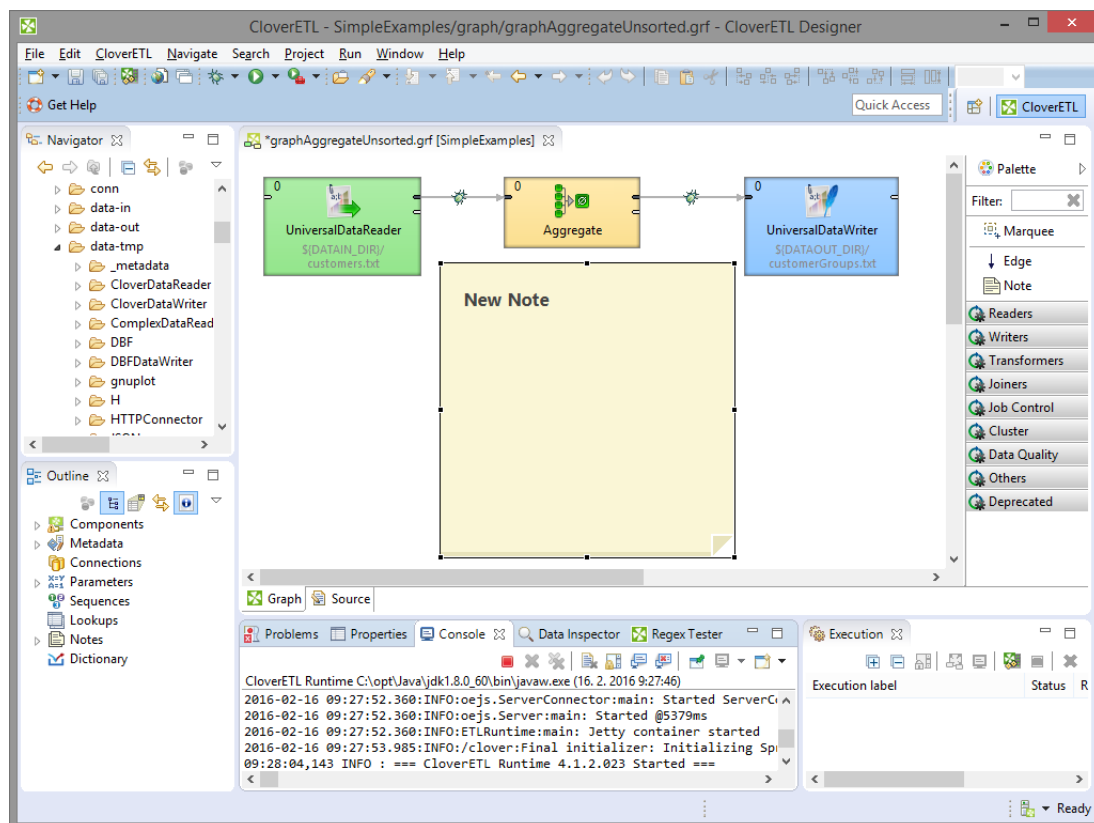 CloverETL - SimpleExamples/graph/graphAggregateUnsorted.grf - CloverETL Designer
File Edit CloverETL Navigate Search Project Run Window Help
Get Help
Quick Access
CloverETL
Navigator
conn
data-in
data-out
data-tmp
_metadata
CloverDataReader
CloverDataWriter
ComplexDataRead
DBF
DBFDataWriter
gnuplot
H
HTTPConnector
*graphAggregateUnsorted.grf [SimpleExamples]
0
UniversalDataReader
${DATAIN_DIR}/
customers.txt
0
Aggregate
0
UniversalDataWriter
${DATAOUT_DIR}/
customerGroups.txt
New Note
Palette
Filter:
Marquee
Edge
Note
Readers
Writers
Transformers
Joiners
Job Control
Cluster
Data Quality
Others
Deprecated
Outline
Components
Metadata
Connections
Parameters
Sequences
Lookups
Notes
Dictionary
Graph Source
Problems Properties Console Data Inspector Regex Tester
CloverETL Runtime C:\opt\Java\jdk1.8.0_60\bin\javaw.exe (16. 2. 2016 9:27:46)
2016-02-16 09:27:52.360:INFO:oejs.ServerConnector:main: Started ServerCo
2016-02-16 09:27:52.360:INFO:oejs.Server:main: Started @5379ms
2016-02-16 09:27:52.360:INFO:ETLRuntime:main: Jetty container started
2016-02-16 09:27:53.985:INFO:/clover:Final initializer: Initializing Spr
09:28:04,143 INFO : === CloverETL Runtime 4.1.2.023 Started ===
Execution
Execution label Status R
Ready